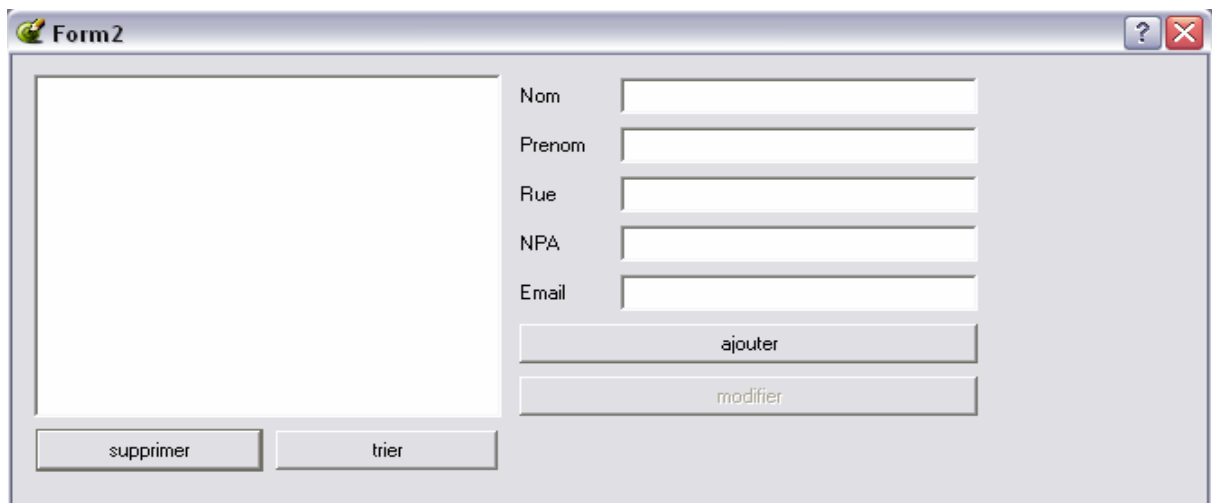 Form2
Nom
Prenom
Rue
NPA
Email
ajouter
modifier
supprimer
trier